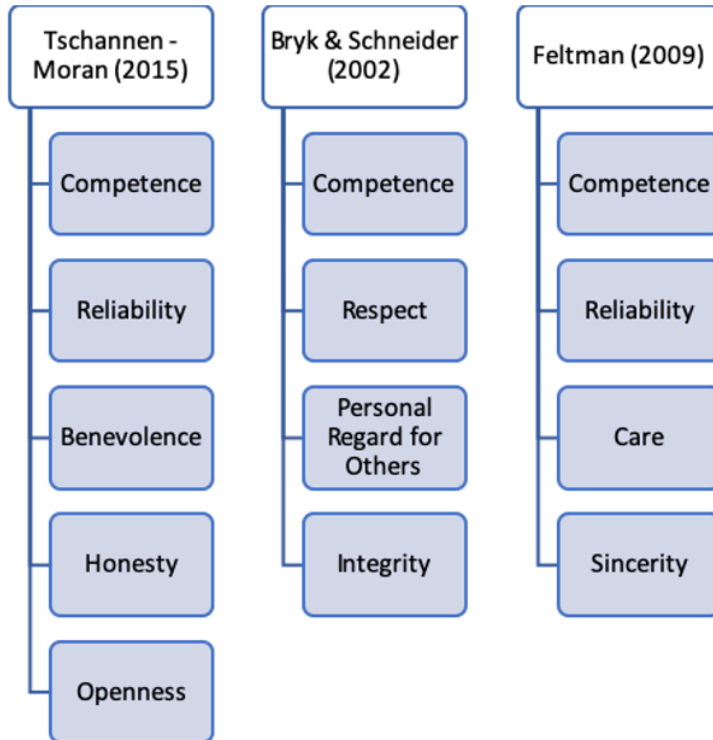 Tschannen -
Moran (2015)
Competence
Reliability
Benevolence
Honesty
Openness
Bryk & Schneider
(2002)
Competence
Respect
Personal
Regard for
Others
Integrity
Feltman (2009)
Competence
Reliability
Care
Sincerity